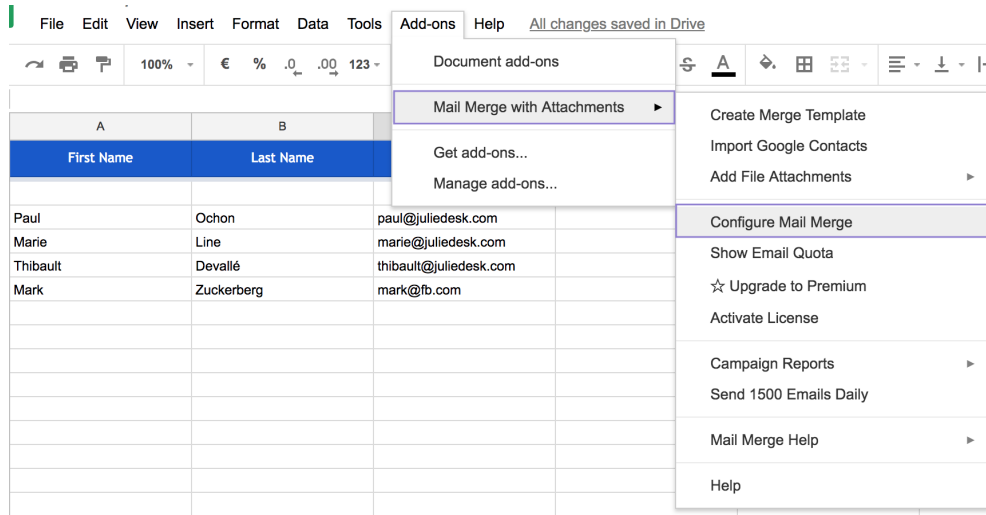 File Edit View Insert Format Data Tools Add-ons Help All changes saved in Drive
100% € % .0 .00 123 A
Document add-ons
Mail Merge with Attachments
Get add-ons...
Manage add-ons...
Create Merge Template
Import Google Contacts
Add File Attachments
Configure Mail Merge
Show Email Quota
☆ Upgrade to Premium
Activate License
Campaign Reports
Send 1500 Emails Daily
Mail Merge Help
Help
A B
First Name Last Name
Paul Ochon paul@juliedesk.com
Marie Line marie@juliedesk.com
Thibault Devallé thibault@juliedesk.com
Mark Zuckerberg mark@fb.com